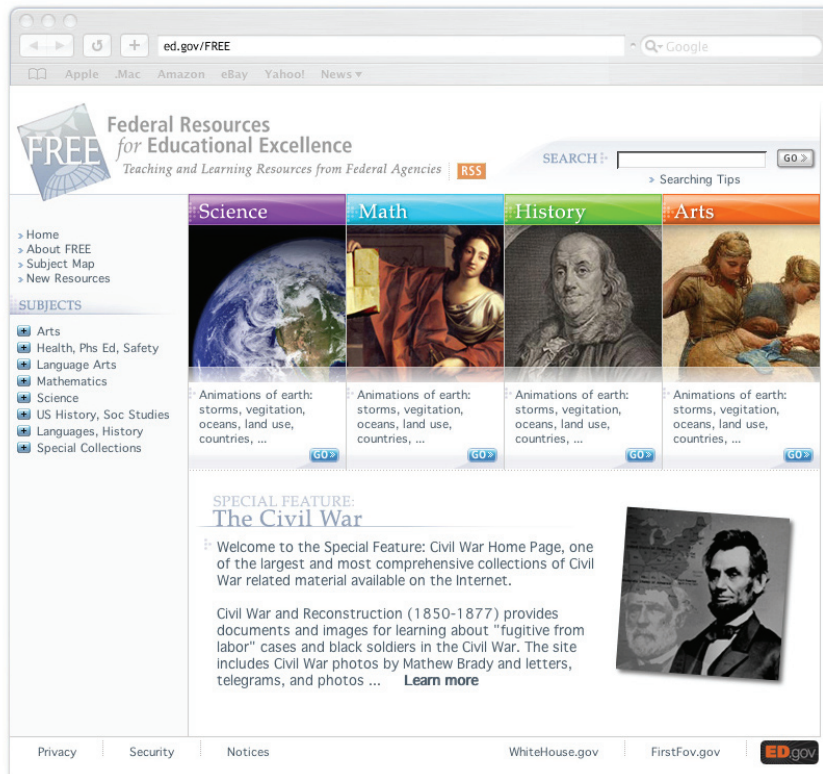 ed.gov/FREE
Google
Apple .Mac Amazon eBay Yahoo! News
FREE
Federal Resources
for Educational Excellence
Teaching and Learning Resources from Federal Agencies
RSS
SEARCH
GO »
» Searching Tips
Science
Math
History
Arts
» Home
» About FREE
» Subject Map
» New Resources
SUBJECTS
Arts
Health, Phs Ed, Safety
Language Arts
Mathematics
Science
US History, Soc Studies
Languages, History
Special Collections
Animations of earth:
storms, vegitation,
oceans, land use,
countries, ...
GO »
Animations of earth:
storms, vegitation,
oceans, land use,
countries, ...
GO »
Animations of earth:
storms, vegitation,
oceans, land use,
countries, ...
GO »
Animations of earth:
storms, vegitation,
oceans, land use,
countries, ...
GO »
SPECIAL FEATURE:
The Civil War
Welcome to the Special Feature: Civil War Home Page, one
of the largest and most comprehensive collections of Civil
War related material available on the Internet.
Civil War and Reconstruction (1850-1877) provides
documents and images for learning about "fugitive from
labor" cases and black soldiers in the Civil War. The site
includes Civil War photos by Mathew Brady and letters,
telegrams, and photos ... Learn more
Privacy
Security
Notices
WhiteHouse.gov
FirstFov.gov
ED.gov